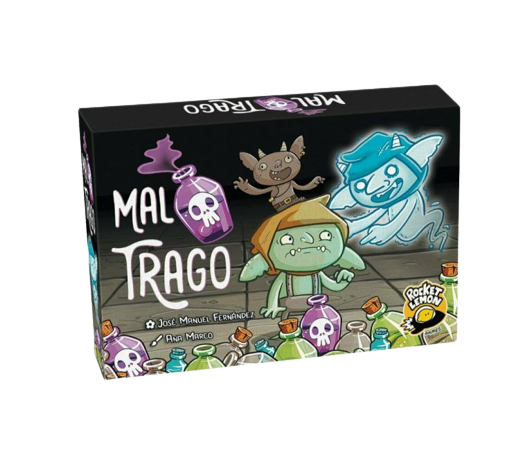 MAL TRAGO
MAL
TRAGO
JOSÉ MANUEL FERNÁNDEZ
ANA MARCO
POCKET
LEMON
GAMES